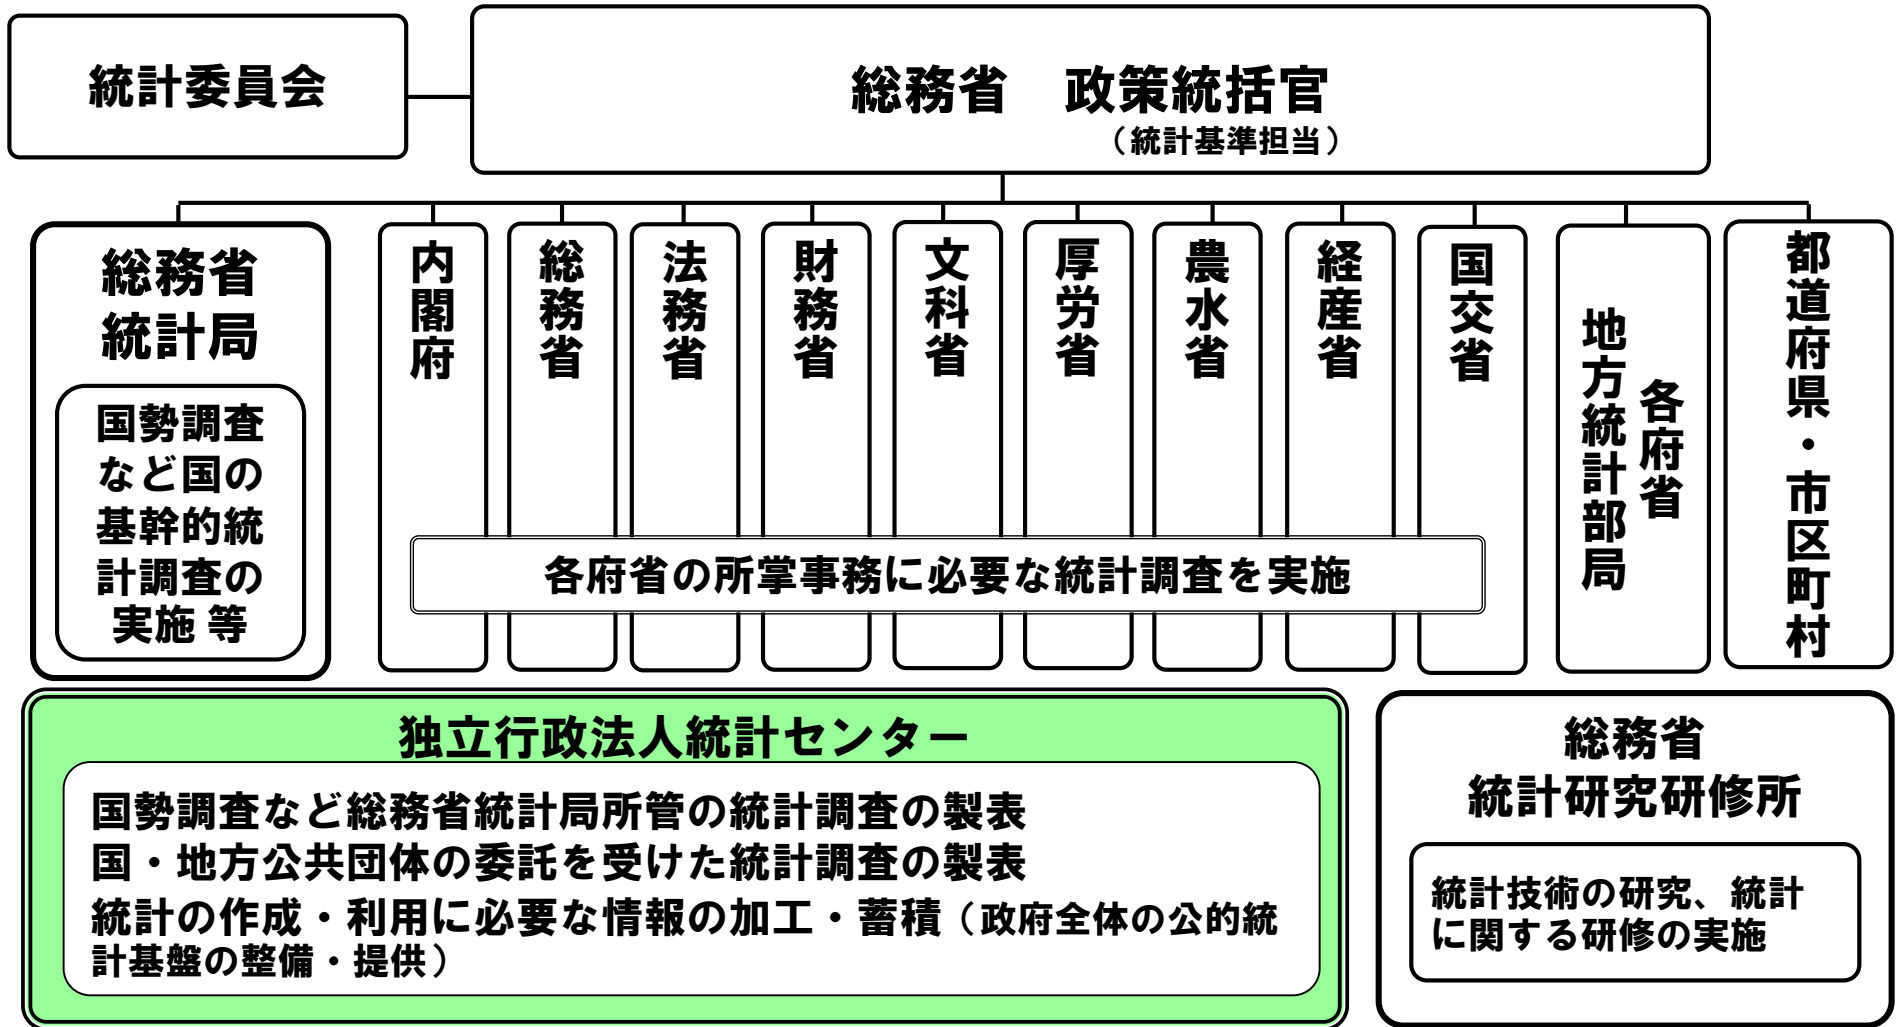 統計委員会
総務省　政策統括官
（統計基準担当）
総務省
統計局
国勢調査
など国の
基幹的統
計調査の
実施 等
内閣府
総務省
法務省
財務省
文科省
厚労省
農水省
経産省
国交省
各府省
地方統計部局
都道府県・市区町村
各府省の所掌事務に必要な統計調査を実施
独立行政法人統計センター
国勢調査など総務省統計局所管の統計調査の製表
国・地方公共団体の委託を受けた統計調査の製表
統計の作成・利用に必要な情報の加工・蓄積（政府全体の公的統
計基盤の整備・提供）
総務省
統計研究研修所
統計技術の研究、統計
に関する研修の実施